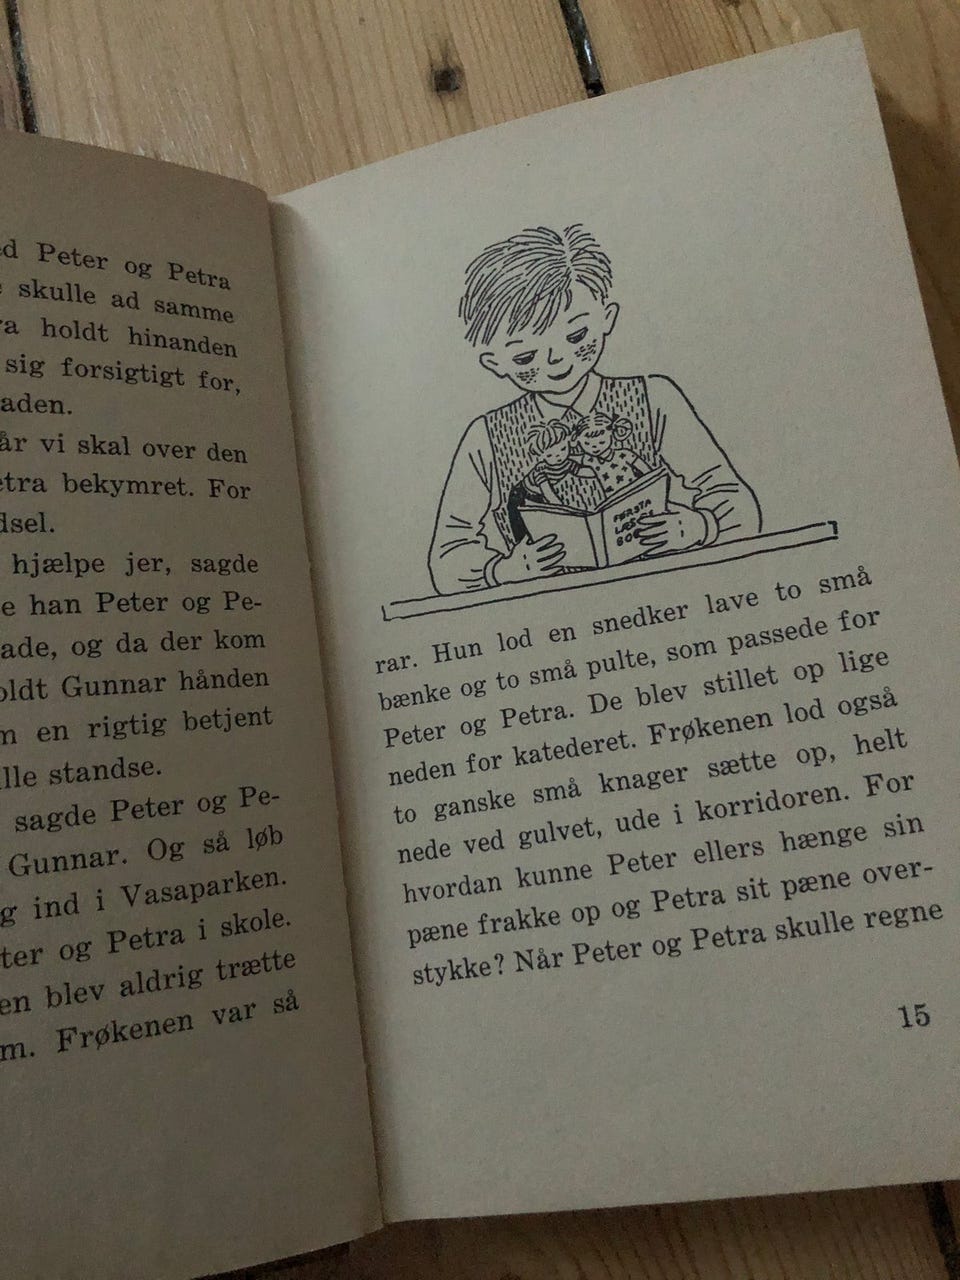 ed Peter og Petra
skulle ad samme
ra holdt hinanden
sig forsigtigt for,
aden.
år vi skal over den
etra bekymret. For
dsel.
hjælpe jer, sagde
e han Peter og Pe-
ade, og da der kom
oldt Gunnar hånden
m en rigtig betjent
lle standse.
sagde Peter og Pe-
Gunnar. Og så løb
g ind i Vasaparken.
ter og Petra i skole.
en blev aldrig trætte
m. Frøkenen var så
FØRSTA
LÆS
BO
rar. Hun lod en snedker lave to små
bænke og to små pulte, som passede for
Peter og Petra. De blev stillet op lige
neden for katederet. Frøkenen lod også
to ganske små knager sætte op, helt
nede ved gulvet, ude i korridoren. For
hvordan kunne Peter ellers hænge sin
pæne frakke op og Petra sit pæne over-
stykke? Når Peter og Petra skulle regne
15